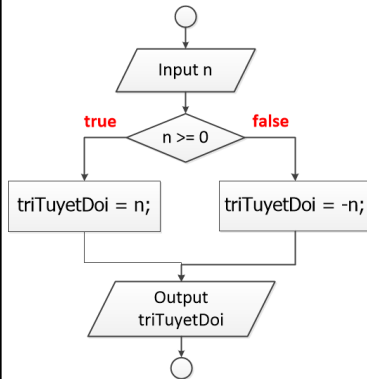 Input n
true
false
n >= 0
triTuyetDoi = n;
triTuyetDoi = -n;
Output
triTuyetDoi